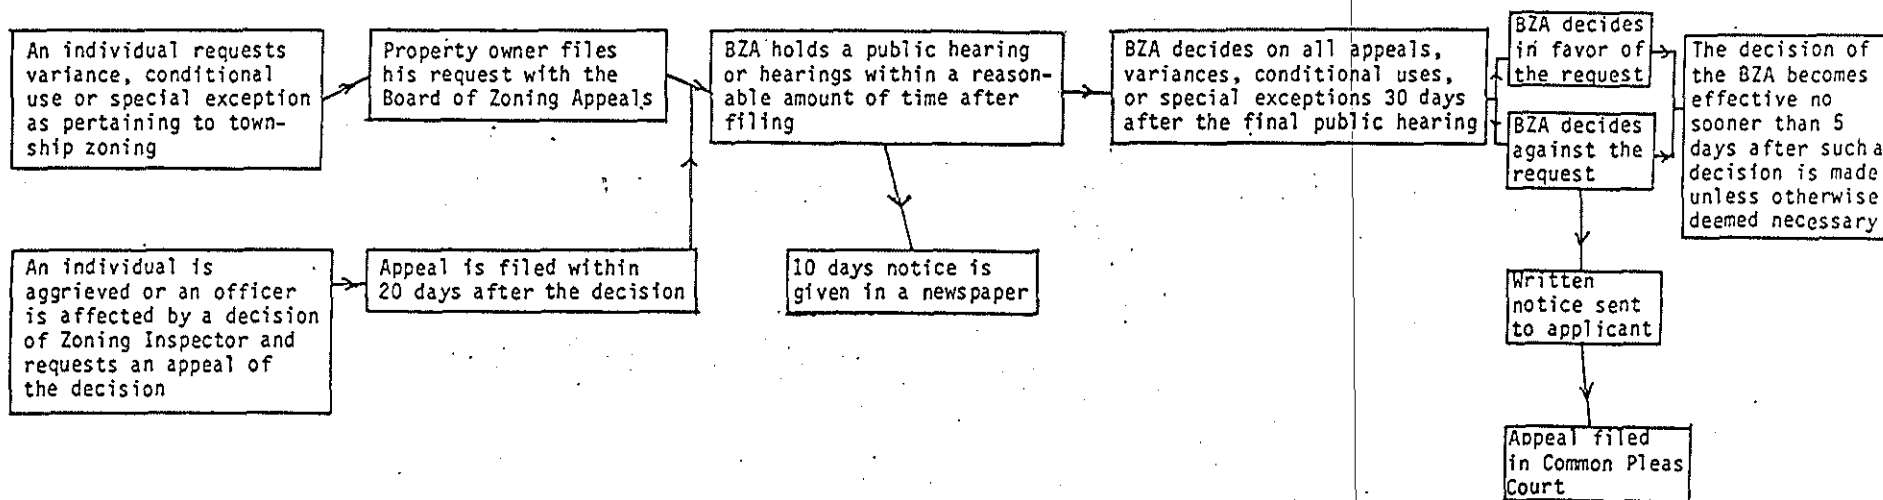 An individual requests
variance, conditional
use or special exception
as pertaining to town-
ship zoning
Property owner files
his request with the
Board of Zoning Appeals
BZA holds a public hearing
or hearings within a reason-
able amount of time after
filing
BZA decides on all appeals,
variances, conditional uses,
or special exceptions 30 days
after the final public hearing
BZA decides
in favor of
the request
BZA decides
against the
request
The decision of
the BZA becomes
effective no
sooner than 5
days after such a
decision is made
unless otherwise
deemed necessary
An individual is
aggrieved or an officer
is affected by a decision
of Zoning Inspector and
requests an appeal of
the decision
Appeal is filed within
20 days after the decision
10 days notice is
given in a newspaper
Written
notice sent
to applicant
Appeal filed
in Common Pleas
Court